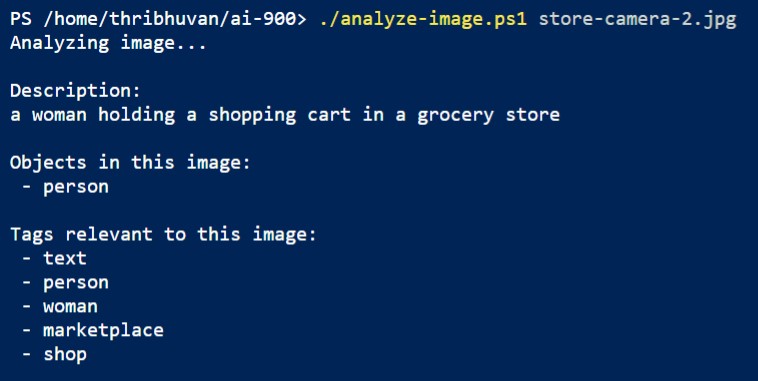 PS /home/thribhuvan/ai-900> ./analyze-image.ps1 store-camera-2.jpg
Analyzing image...

Description:
a woman holding a shopping cart in a grocery store

Objects in this image:
 - person

Tags relevant to this image:
 - text
 - person
 - woman
 - marketplace
 - shop